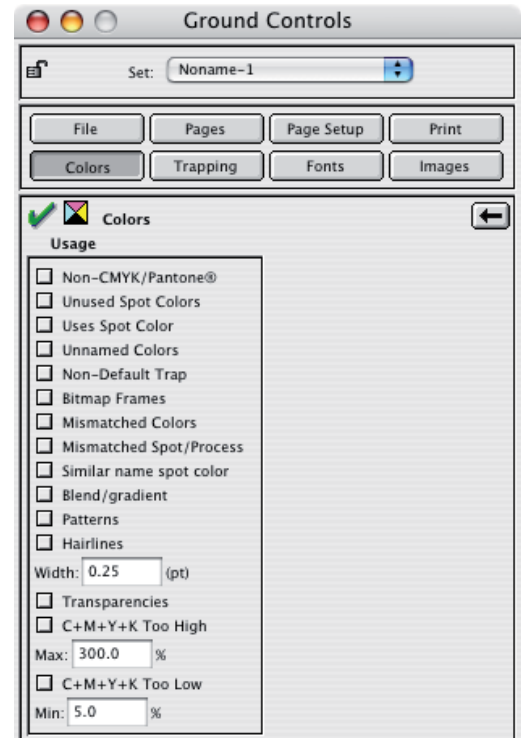 Ground Controls
Set: Noname-1
File Pages Page Setup Print
Colors Trapping Fonts Images
Colors
Usage
Non-CMYK/Pantone®
Unused Spot Colors
Uses Spot Color
Unnamed Colors
Non-Default Trap
Bitmap Frames
Mismatched Colors
Mismatched Spot/Process
Similar name spot color
Blend/gradient
Patterns
Hairlines
Width: 0.25 (pt)
Transparencies
C+M+Y+K Too High
Max: 300.0 %
C+M+Y+K Too Low
Min: 5.0 %